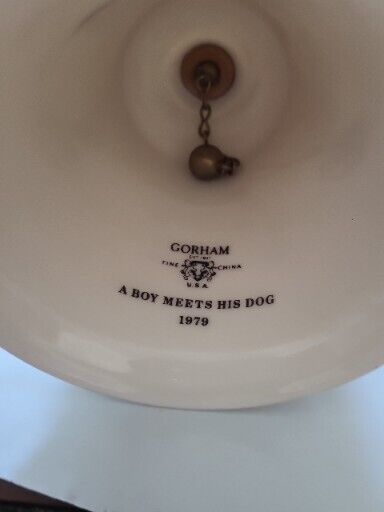 GORHAM
FINE CHINA
U.S.A.
A BOY MEETS HIS DOG
1979